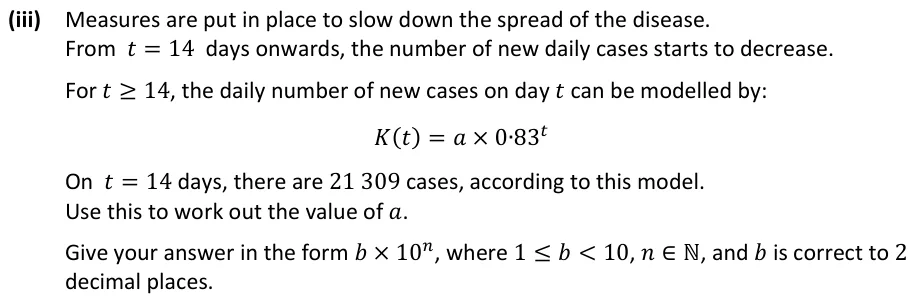 (iii) Measures are put in place to slow down the spread of the disease.
From t = 14 days onwards, the number of new daily cases starts to decrease.
For t ≥ 14, the daily number of new cases on day t can be modelled by:
K(t) = a × 0·83ᵗ
On t = 14 days, there are 21 309 cases, according to this model.
Use this to work out the value of a.
Give your answer in the form b × 10ⁿ, where 1 ≤ b < 10, n ∈ ℕ, and b is correct to 2
decimal places.